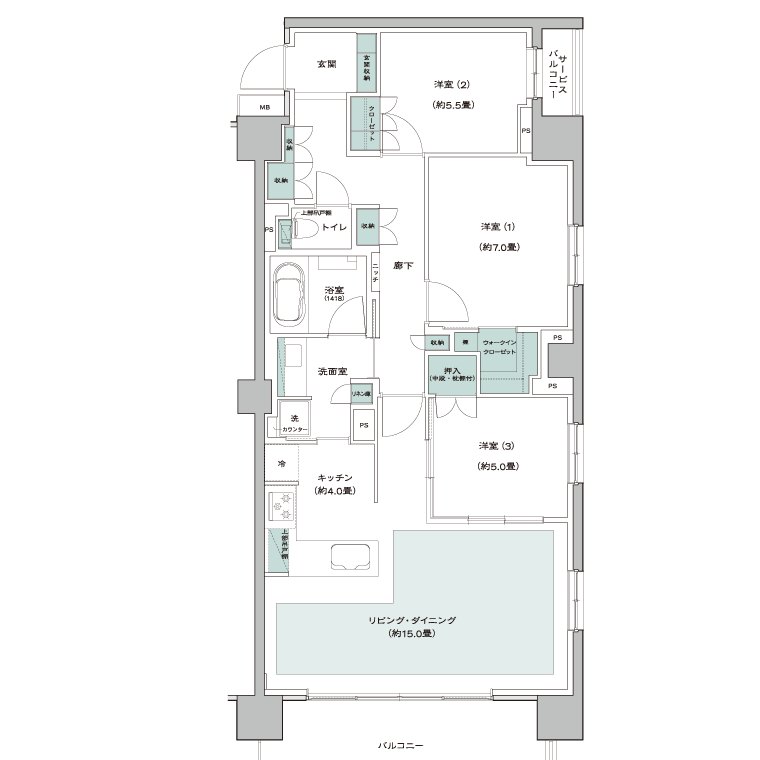 玄関
玄関収納
洋室（2）
（約5.5畳）
サービス
バルコニー
MB
クローゼット
PS
収納
収納
上部吊戸棚
トイレ
PS
収納
洋室（1）
（約7.0畳）
廊下
ニッチ
浴室
（1418）
収納
棚
ウォークイン
クローゼット
PS
洗面室
押入
（中段・枕棚付）
PS
リネン庫
洗
カウンター
PS
洋室（3）
（約5.0畳）
冷
キッチン
（約4.0畳）
上部吊戸棚
リビング・ダイニング
（約15.0畳）
バルコニー